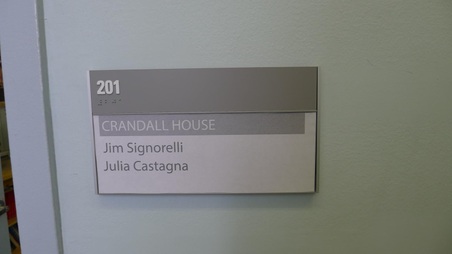 201
CRANDALL HOUSE
Jim Signorelli
Julia Castagna